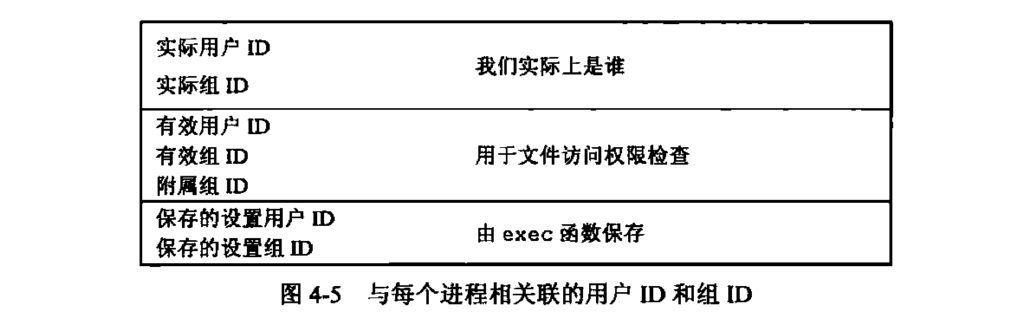 实际用户 ID
实际组 ID
我们实际上是谁
有效用户 ID
有效组 ID
附属组 ID
用于文件访问权限检查
保存的设置用户 ID
保存的设置组 ID
由 exec 函数保存
图 4-5 与每个进程相关联的用户 ID 和组 ID